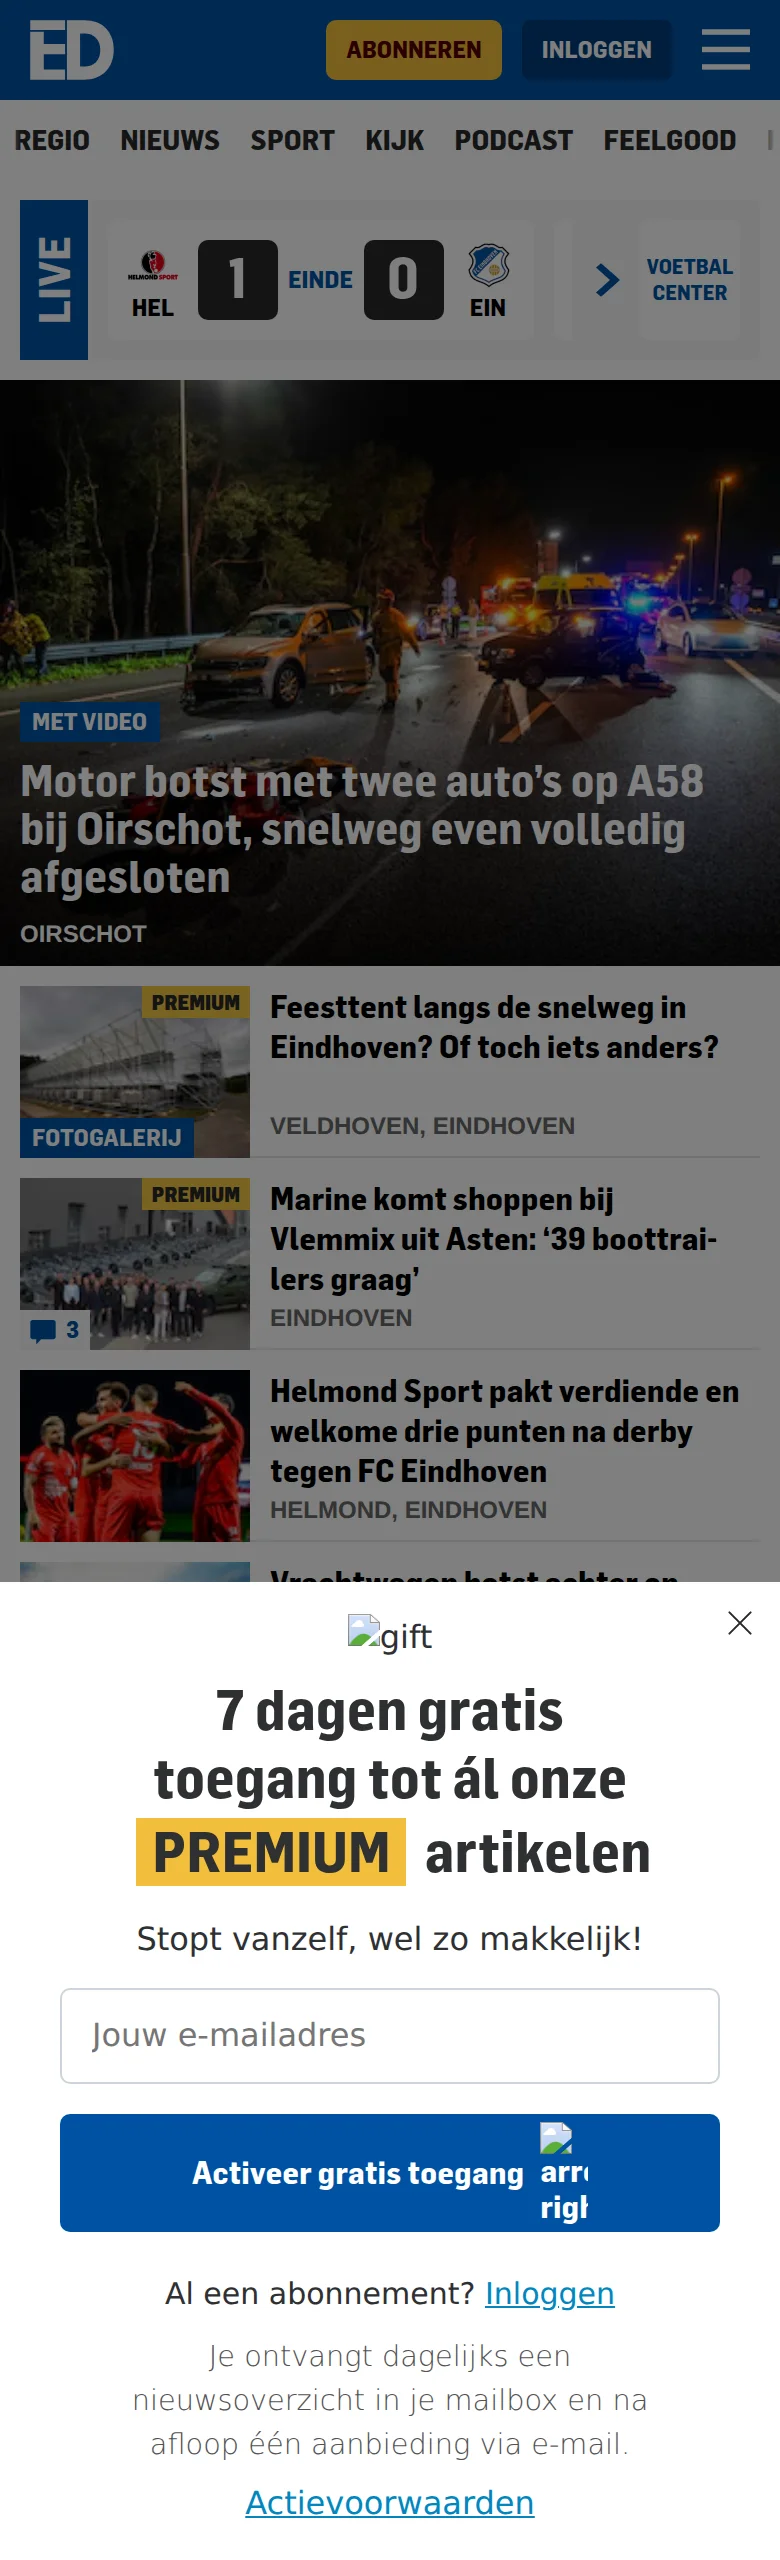 ED
ABONNEREN
INLOGGEN
REGIO NIEUWS SPORT KIJK PODCAST FEELGOOD
LIVE
HELMOND SPORT
HEL
1
EINDE
0
EIN
VOETBAL
CENTER
MET VIDEO
Motor botst met twee auto’s op A58
bij Oirschot, snelweg even volledig
afgesloten
OIRSCHOT
PREMIUM
FOTOGALERIJ
Feesttent langs de snelweg in
Eindhoven? Of toch iets anders?
VELDHOVEN, EINDHOVEN
PREMIUM
3
Marine komt shoppen bij
Vlemmix uit Asten: ‘39 boottrai-
lers graag’
EINDHOVEN
Helmond Sport pakt verdiende en
welkome drie punten na derby
tegen FC Eindhoven
HELMOND, EINDHOVEN
gift
7 dagen gratis
toegang tot ál onze
PREMIUM artikelen
Stopt vanzelf, wel zo makkelijk!
Jouw e-mailadres
Activeer gratis toegang
Al een abonnement? Inloggen
Je ontvangt dagelijks een
nieuwsoverzicht in je mailbox en na
afloop één aanbieding via e-mail.
Actievoorwaarden